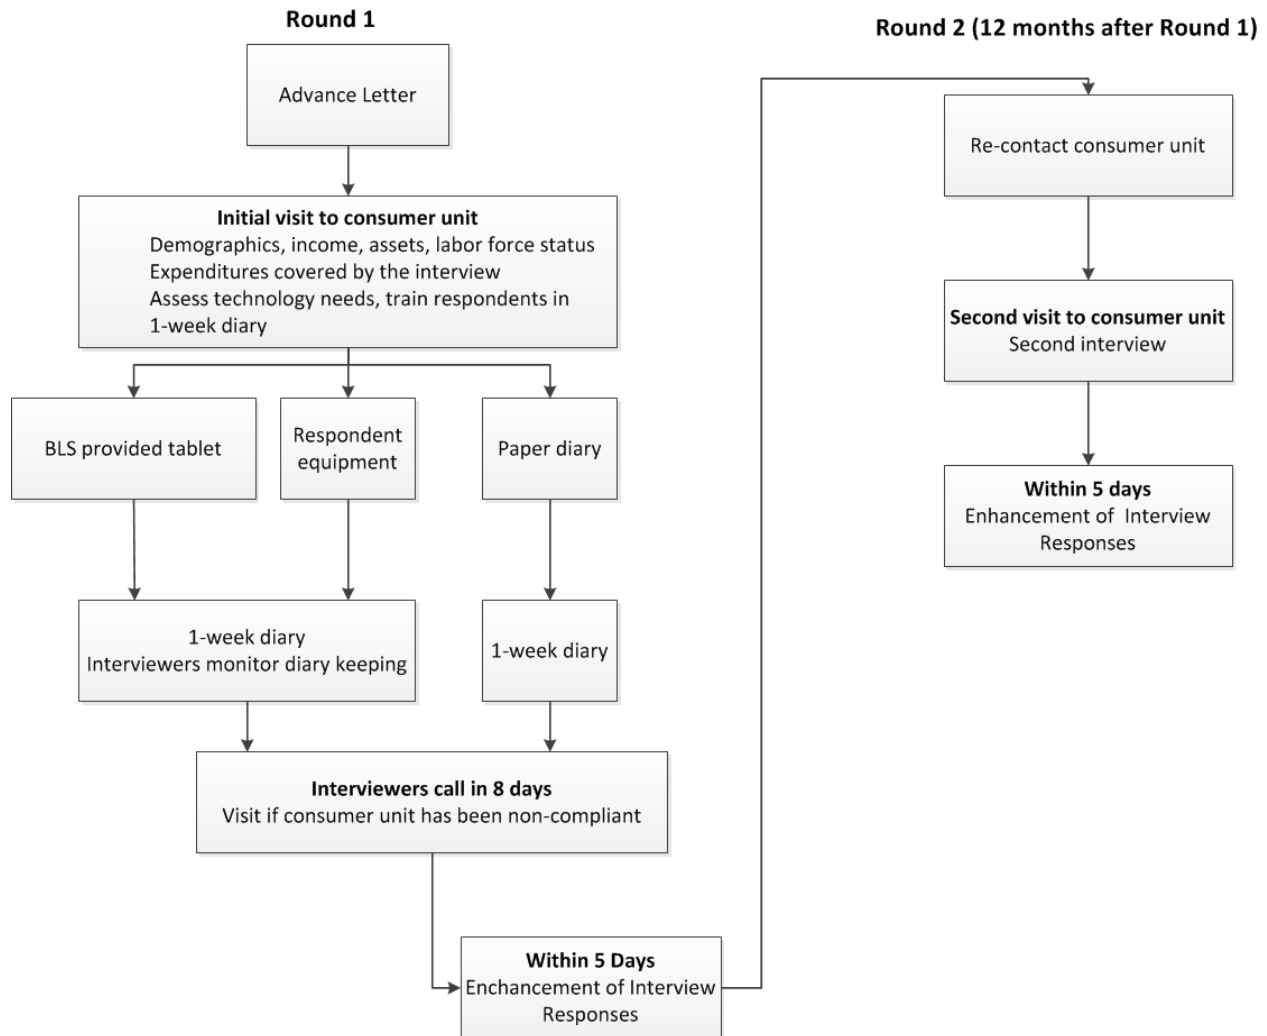 Round 1
Advance Letter
Initial visit to consumer unit
Demographics, income, assets, labor force status
Expenditures covered by the interview
Assess technology needs, train respondents in
1-week diary
BLS provided tablet
Respondent
equipment
Paper diary
1-week diary
Interviewers monitor diary keeping
1-week diary
Interviewers call in 8 days
Visit if consumer unit has been non-compliant
Within 5 Days
Enchancement of Interview
Responses
Round 2 (12 months after Round 1)
Re-contact consumer unit
Second visit to consumer unit
Second interview
Within 5 days
Enhancement of  Interview
Responses